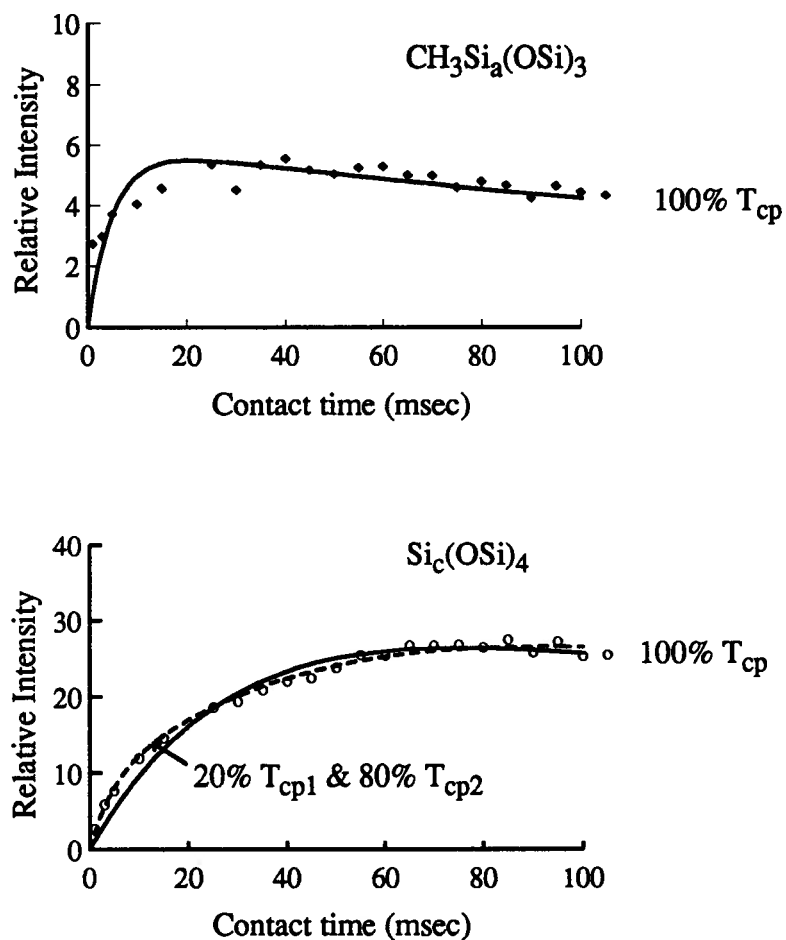 10
CH3Sia(OSi)3
8
6
4
100% Tcp
2
0
Relative Intensity
0 20 40 60 80 100
Contact time (msec)
40
Sic(OSi)4
30
100% Tcp
20
20% Tcp1 & 80% Tcp2
10
0
Relative Intensity
0 20 40 60 80 100
Contact time (msec)